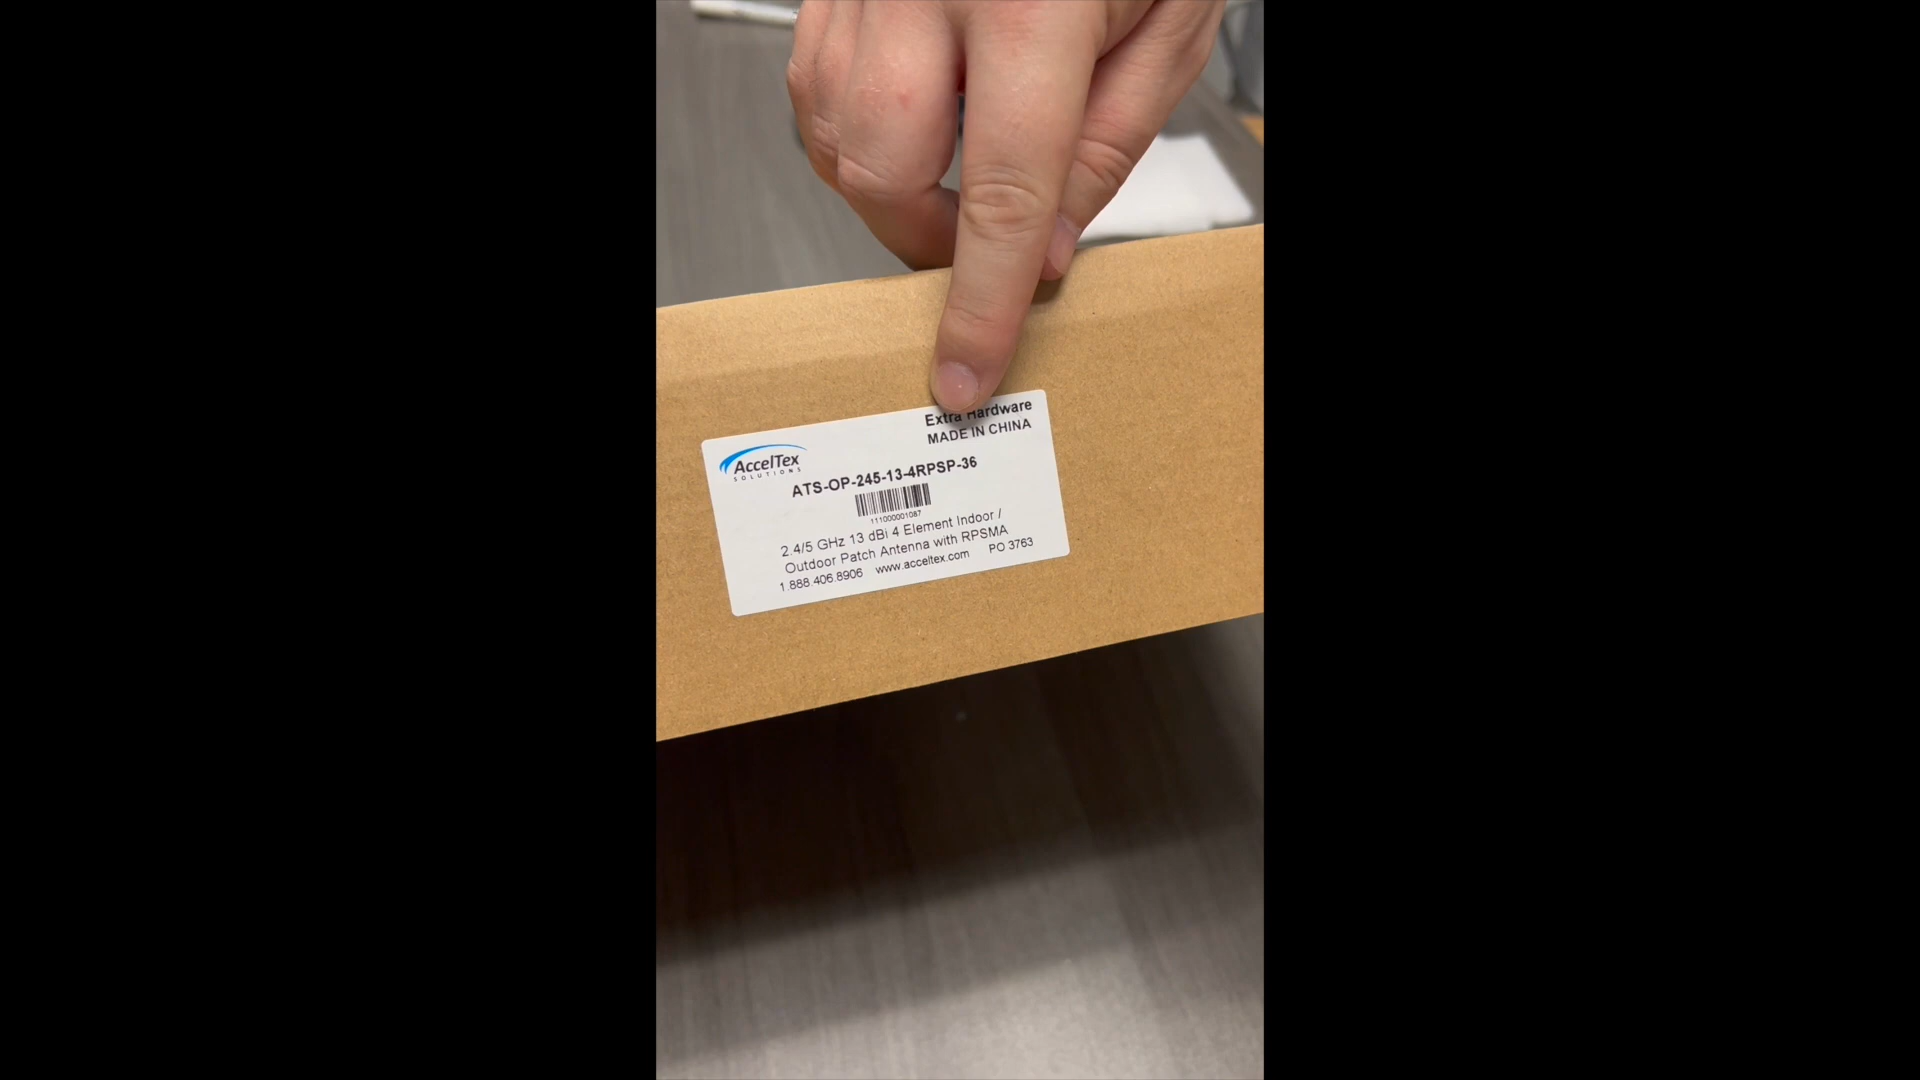 Extra Hardware
MADE IN CHINA
AccelTex
SOLUTIONS
ATS-OP-245-13-4RPSP-36
111000001087
2.4/5 GHz 13 dBi 4 Element Indoor /
Outdoor Patch Antenna with RPSMA
1.888.406.8906 www.acceltex.com PO 3763